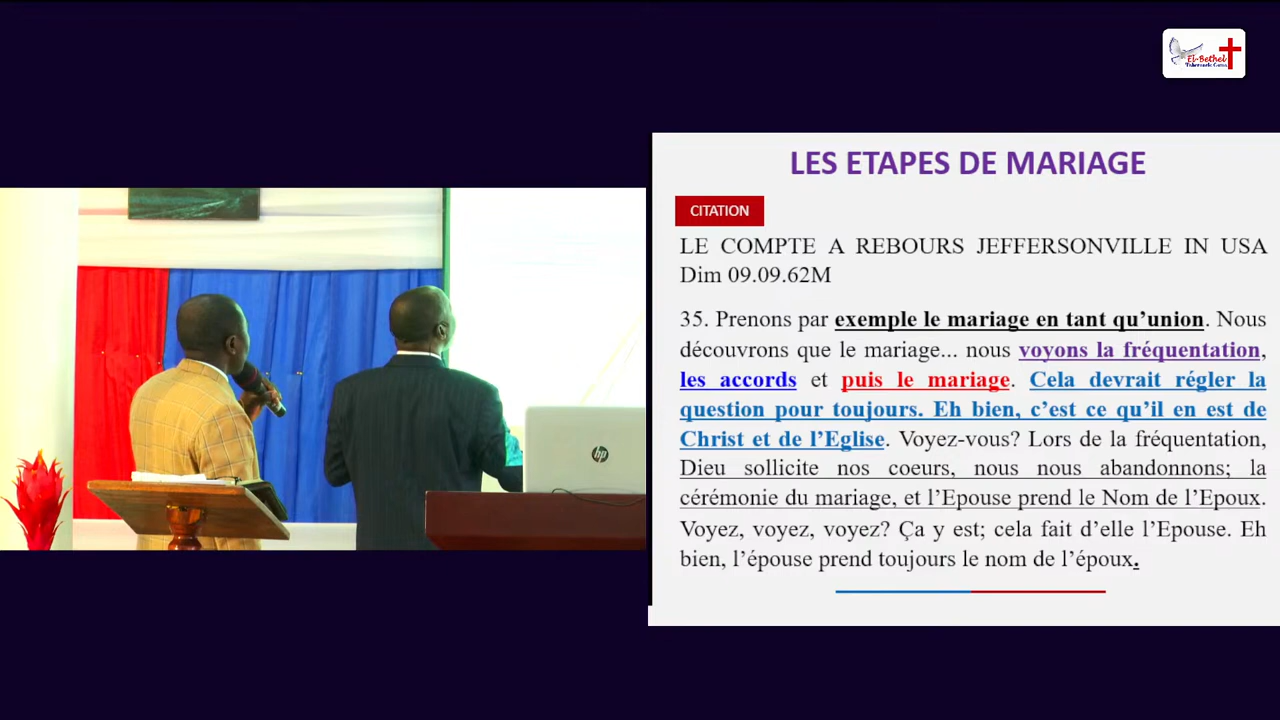 El-Bethel
Tabernacle Goma
LES ETAPES DE MARIAGE
CITATION
LE COMPTE A REBOURS JEFFERSONVILLE IN USA
Dim 09.09.62M
35. Prenons par exemple le mariage en tant qu’union. Nous
découvrons que le mariage... nous voyons la fréquentation,
les accords et puis le mariage. Cela devrait régler la
question pour toujours. Eh bien, c’est ce qu’il en est de
Christ et de l’Eglise. Voyez-vous? Lors de la fréquentation,
Dieu sollicite nos coeurs, nous nous abandonnons; la
cérémonie du mariage, et l’Epouse prend le Nom de l’Epoux.
Voyez, voyez, voyez? Ça y est; cela fait d’elle l’Epouse. Eh
bien, l’épouse prend toujours le nom de l’époux.
hp